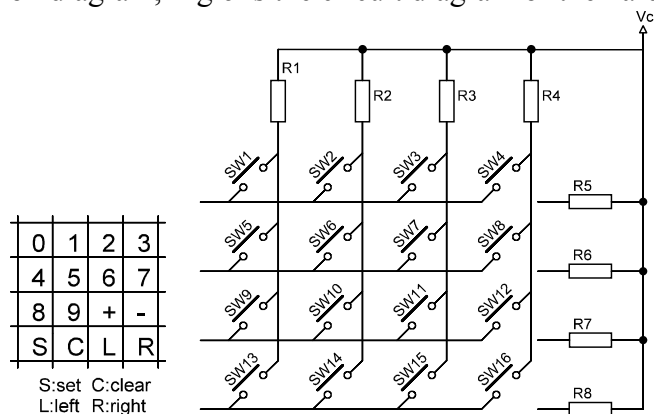 Vc
R1
R2
R3
R4
SW1
SW2
SW3
SW4
R5
SW5
SW6
SW7
SW8
R6
SW9
SW10
SW11
SW12
R7
SW13
SW14
SW15
SW16
R8
0 1 2 3
4 5 6 7
8 9 + -
S C L R
S:set C:clear
L:left R:right